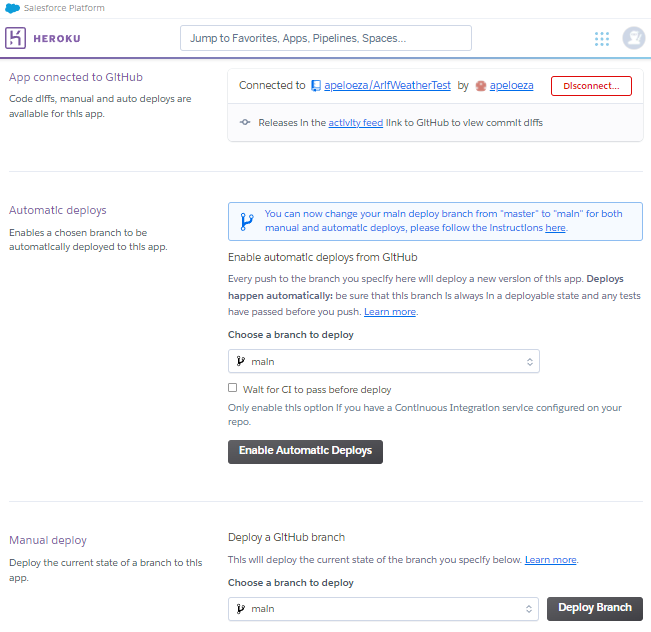 Salesforce Platform
HEROKU
Jump to Favorites, Apps, Pipelines, Spaces...
App connected to GitHub
Code diffs, manual and auto deploys are
available for this app.
Connected to apeloeza/ArifWeatherTest by apeloeza
Disconnect...
Releases in the activity feed link to GitHub to view commit diffs
Automatic deploys
Enables a chosen branch to be
automatically deployed to this app.
You can now change your main deploy branch from "master" to "main" for both
manual and automatic deploys, please follow the instructions here.
Enable automatic deploys from GitHub
Every push to the branch you specify here will deploy a new version of this app. Deploys
happen automatically: be sure that this branch is always in a deployable state and any tests
have passed before you push. Learn more.
Choose a branch to deploy
main
Wait for CI to pass before deploy
Only enable this option if you have a Continuous Integration service configured on your
repo.
Enable Automatic Deploys
Manual deploy
Deploy the current state of a branch to this
app.
Deploy a GitHub branch
This will deploy the current state of the branch you specify below. Learn more.
Choose a branch to deploy
main
Deploy Branch